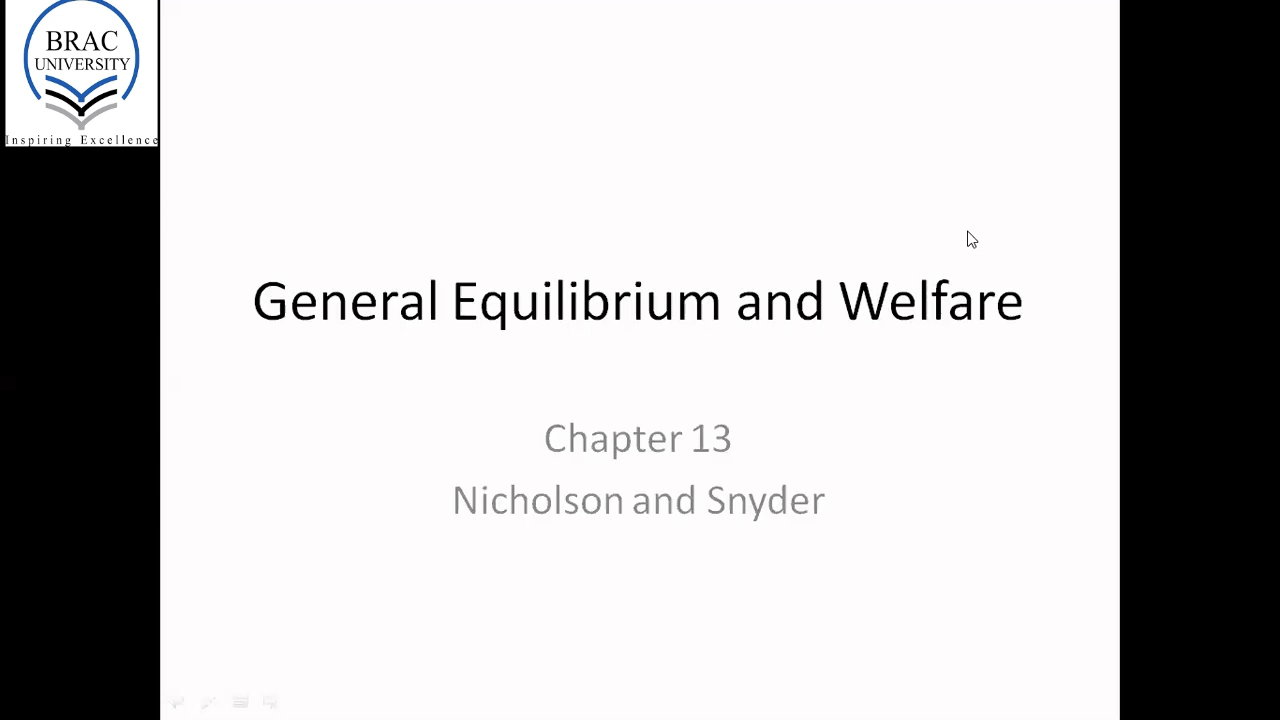 BRAC
UNIVERSITY
Inspiring Excellence
General Equilibrium and Welfare
Chapter 13
Nicholson and Snyder